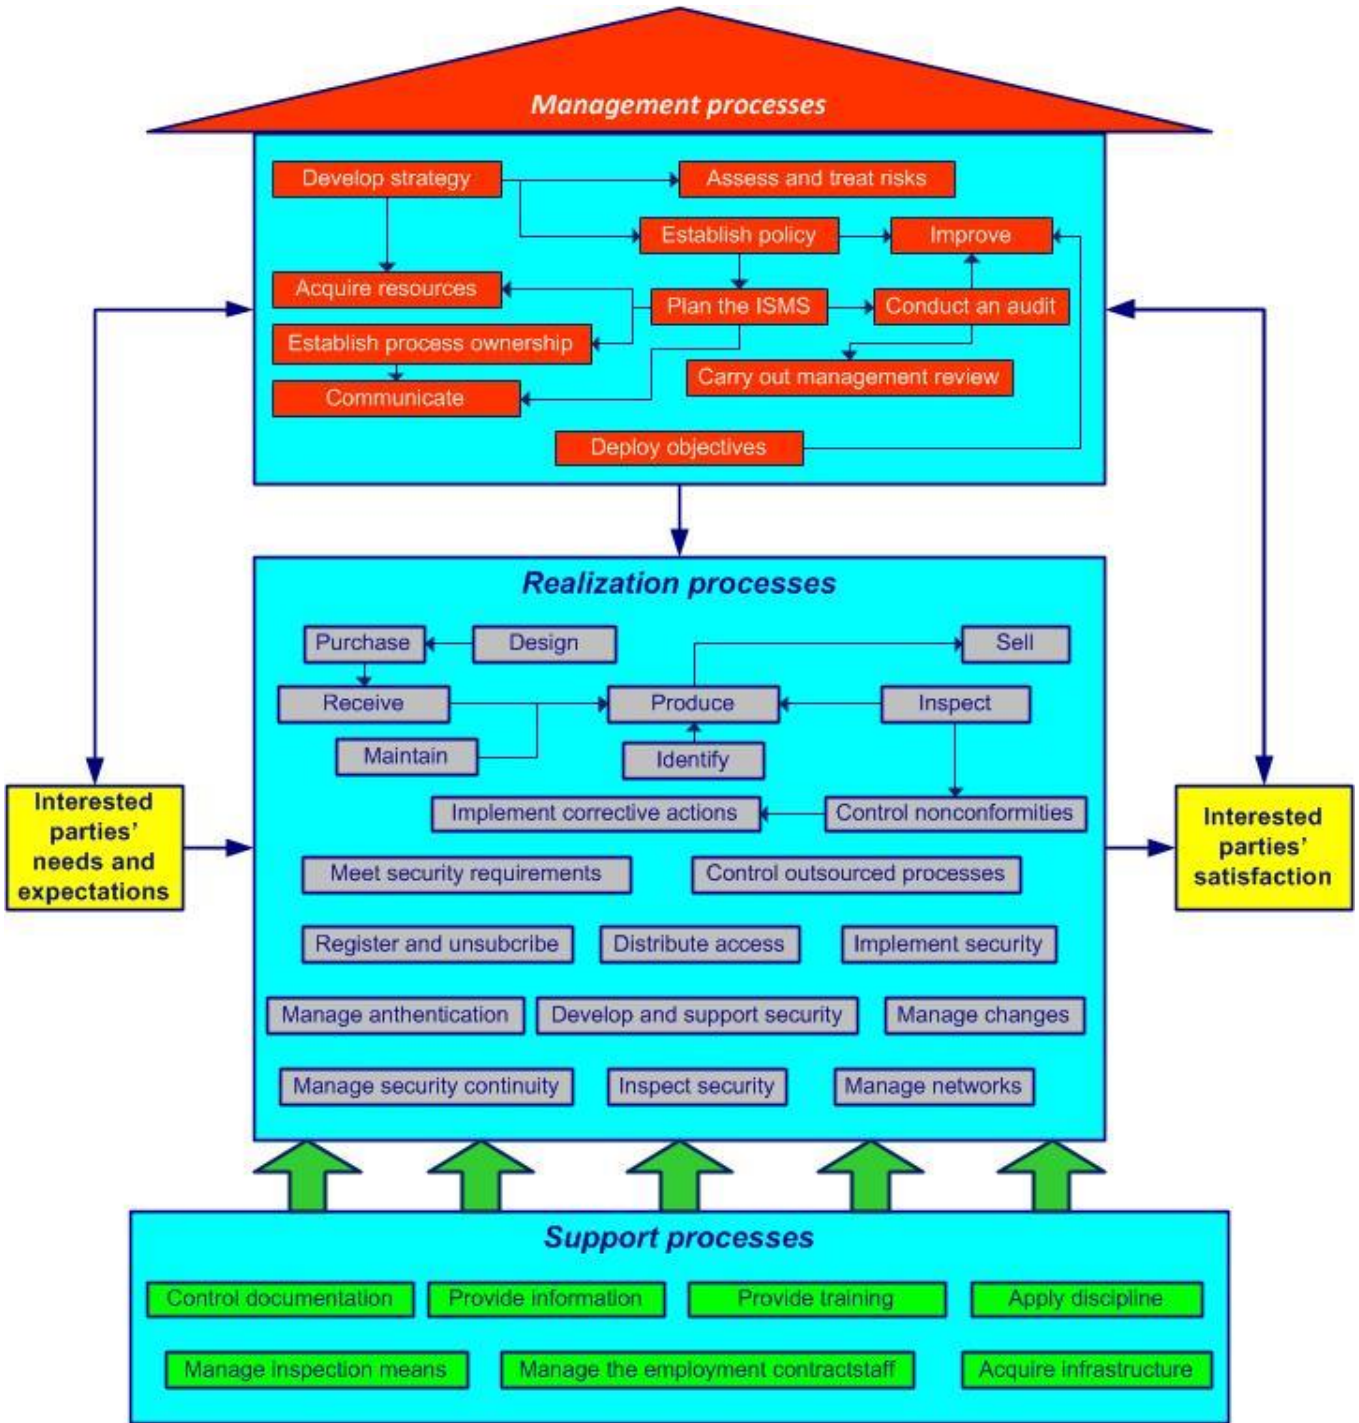 Management processes
Develop strategy
Assess and treat risks
Establish policy
Improve
Acquire resources
Plan the ISMS
Conduct an audit
Establish process ownership
Carry out management review
Communicate
Deploy objectives
Realization processes
Purchase
Design
Sell
Receive
Produce
Inspect
Maintain
Identify
Implement corrective actions
Control nonconformities
Interested
parties’
needs and
expectations
Interested
parties’
satisfaction
Meet security requirements
Control outsourced processes
Register and unsubcribe
Distribute access
Implement security
Manage anthentication
Develop and support security
Manage changes
Manage security continuity
Inspect security
Manage networks
Support processes
Control documentation
Provide information
Provide training
Apply discipline
Manage inspection means
Manage the employment contractstaff
Acquire infrastructure